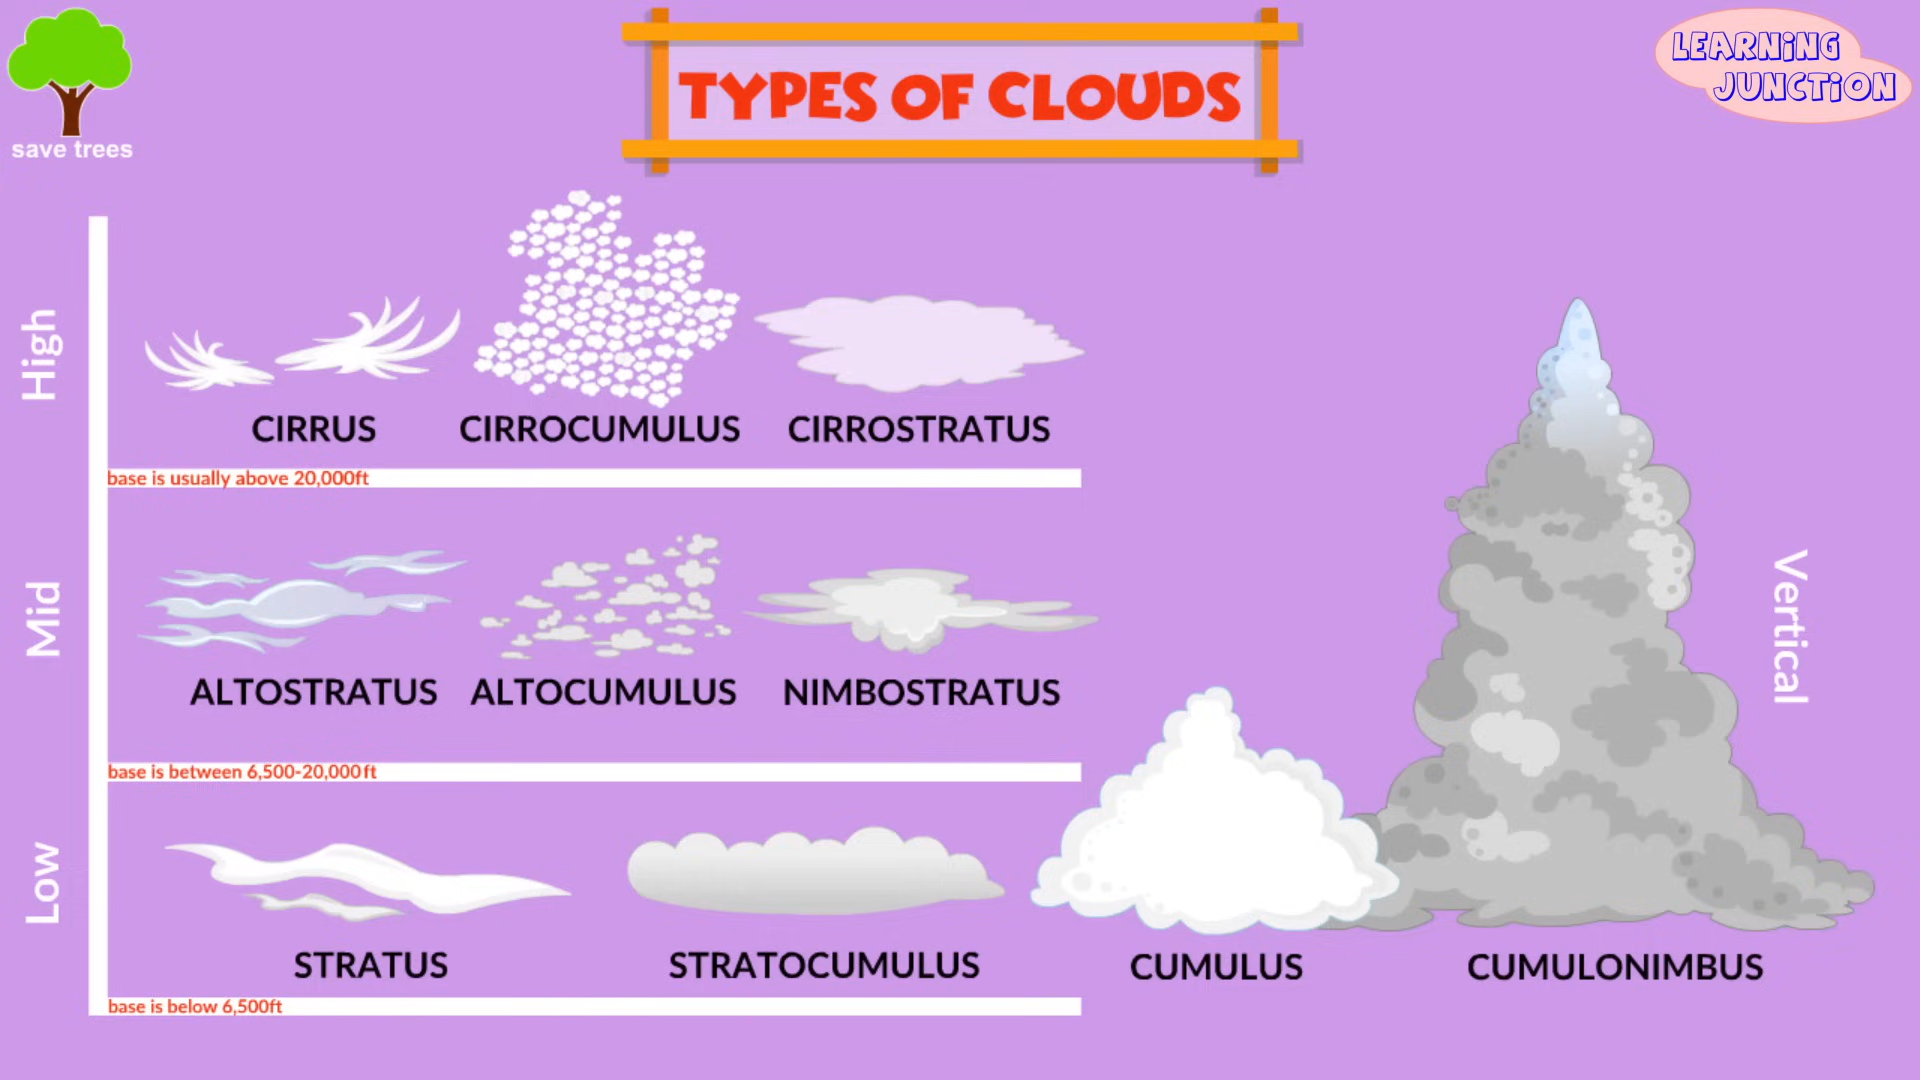 save trees
TYPES OF CLOUDS
LEARNING
JUNCTION
High
CIRRUS
CIRROCUMULUS
CIRROSTRATUS
base is usually above 20,000ft
Mid
ALTOSTRATUS
ALTOCUMULUS
NIMBOSTRATUS
base is between 6,500-20,000ft
Vertical
Low
STRATUS
STRATOCUMULUS
CUMULUS
CUMULONIMBUS
base is below 6,500ft